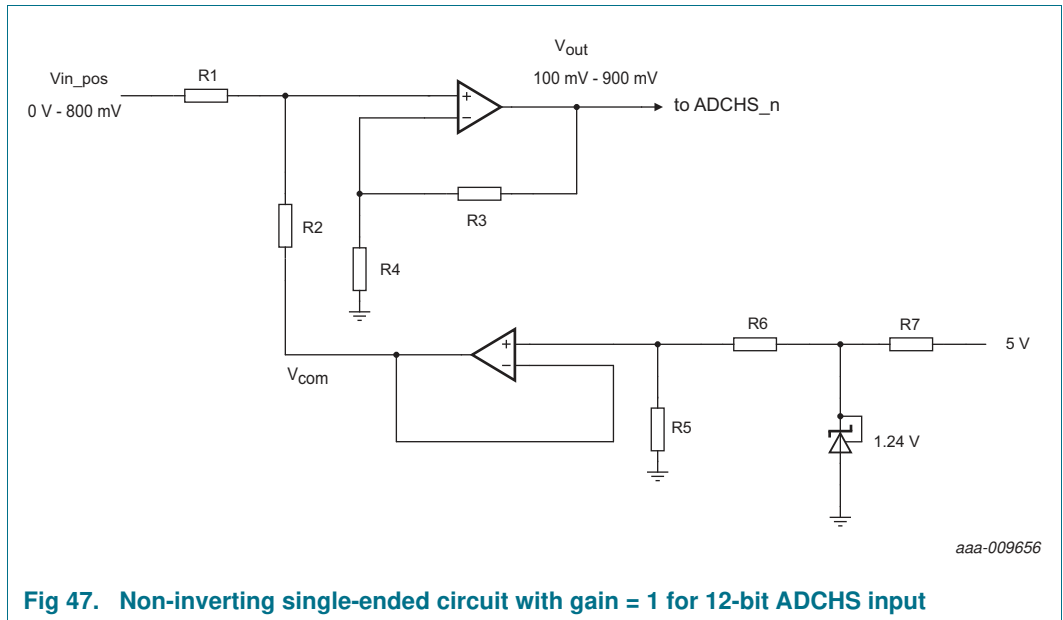 Vout
Vin_pos
R1
100 mV - 900 mV
0 V - 800 mV
+
−
to ADCHS_n
R3
R2
R4
R6
R7
+
−
5 V
Vcom
R5
1.24 V
aaa-009656
Fig 47. Non-inverting single-ended circuit with gain = 1 for 12-bit ADCHS input